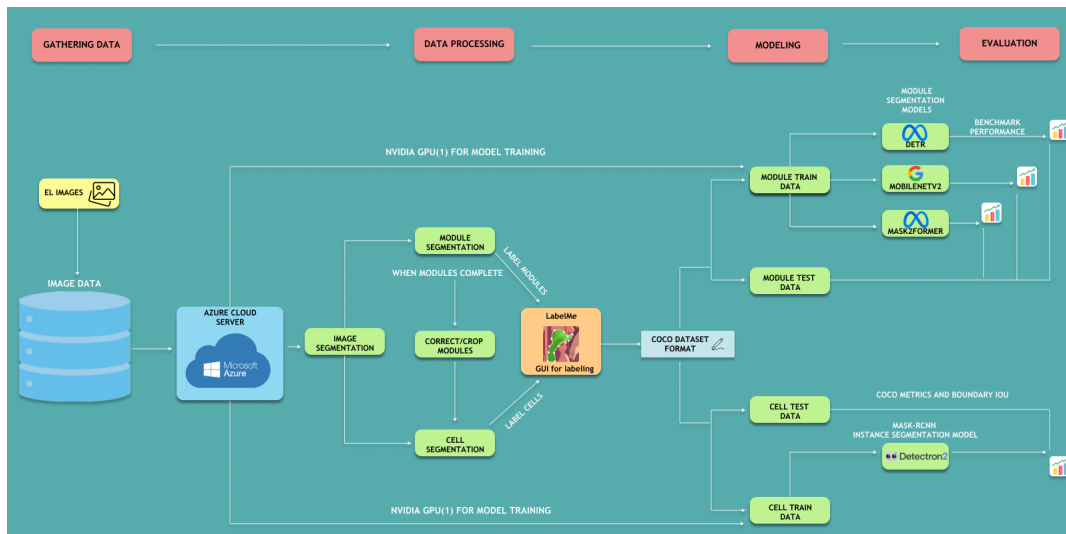 GATHERING DATA
DATA PROCESSING
MODELING
EVALUATION
MODULE
SEGMENTATION
MODELS
BENCHMARK
PERFORMANCE
DETR
NVIDIA GPU(1) FOR MODEL TRAINING
MODULE TRAIN
DATA
MOBILENETV2
EL IMAGES
MASK2FORMER
MODULE
SEGMENTATION
LABEL MODULES
WHEN MODULES COMPLETE
MODULE TEST
DATA
IMAGE DATA
AZURE CLOUD
SERVER
Microsoft
Azure
IMAGE
SEGMENTATION
CORRECT/CROP
MODULES
LabelMe
GUI for labeling
COCO DATASET
FORMAT
LABEL CELLS
CELL
SEGMENTATION
CELL TEST
DATA
COCO METRICS AND BOUNDARY IOU
MASK-RCNN
INSTANCE SEGMENTATION MODEL
Detectron2
CELL TRAIN
DATA
NVIDIA GPU(1) FOR MODEL TRAINING